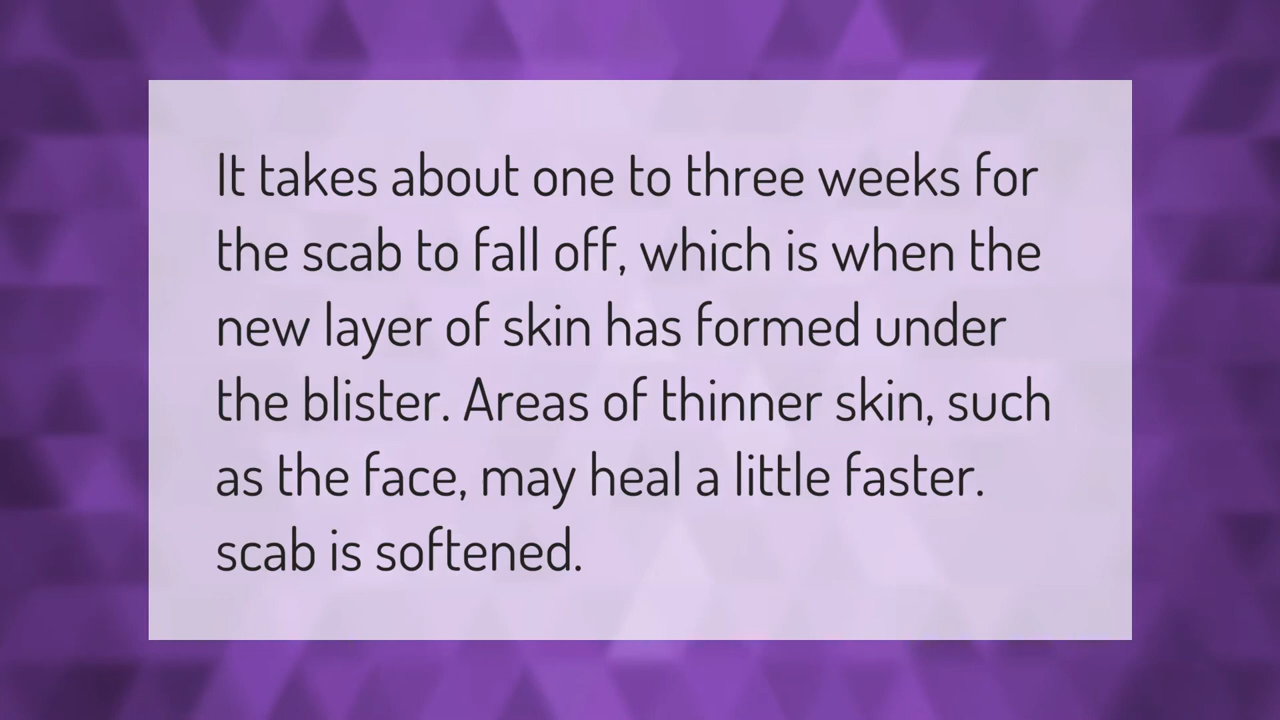 It takes about one to three weeks for
the scab to fall off, which is when the
new layer of skin has formed under
the blister. Areas of thinner skin, such
as the face, may heal a little faster.
scab is softened.